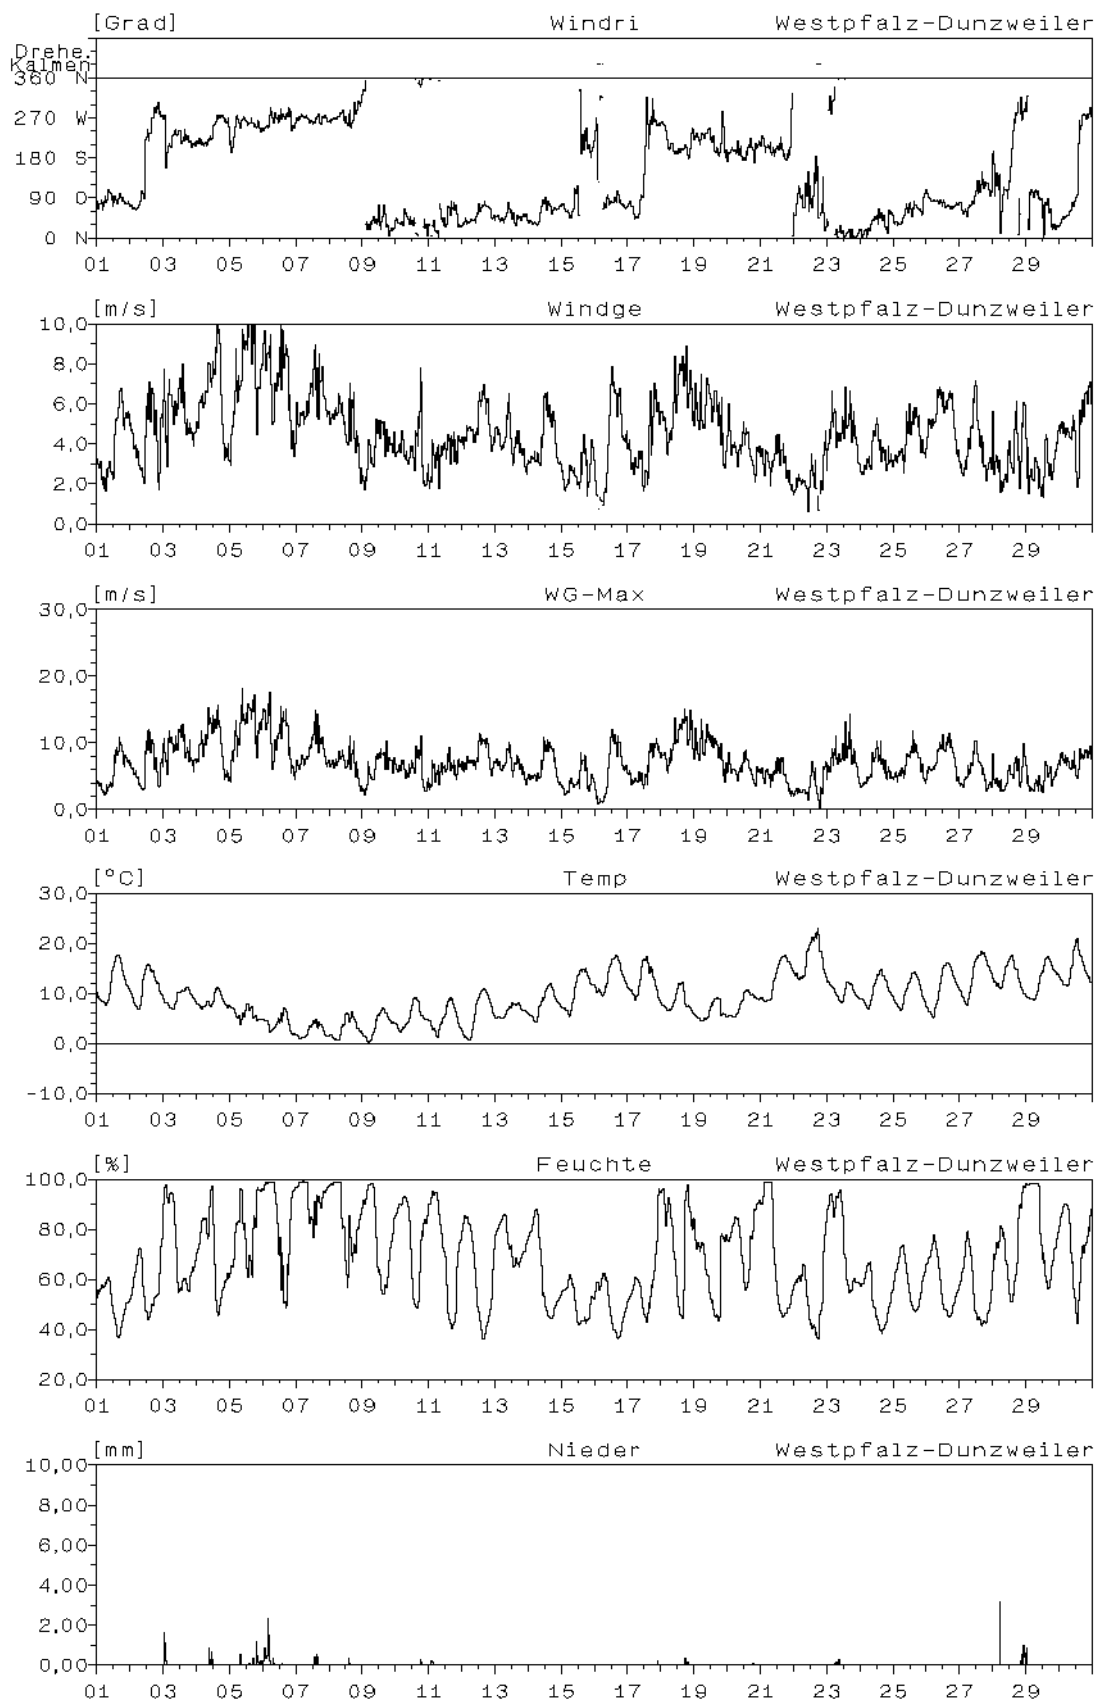 [Grad] Windri Westpfalz-Dunzweiler
Drehe.
Kalmen
360 N
270 W
180 S
90 O
0 N
01 03 05 07 09 11 13 15 17 19 21 23 25 27 29
[m/s] Windge Westpfalz-Dunzweiler
10,0
8,0
6,0
4,0
2,0
0,0
01 03 05 07 09 11 13 15 17 19 21 23 25 27 29
[m/s] WG-Max Westpfalz-Dunzweiler
30,0
20,0
10,0
0,0
01 03 05 07 09 11 13 15 17 19 21 23 25 27 29
[°C] Temp Westpfalz-Dunzweiler
30,0
20,0
10,0
0,0
-10,0
01 03 05 07 09 11 13 15 17 19 21 23 25 27 29
[%] Feuchte Westpfalz-Dunzweiler
100,0
80,0
60,0
40,0
20,0
01 03 05 07 09 11 13 15 17 19 21 23 25 27 29
[mm] Nieder Westpfalz-Dunzweiler
10,00
8,00
6,00
4,00
2,00
0,00
01 03 05 07 09 11 13 15 17 19 21 23 25 27 29